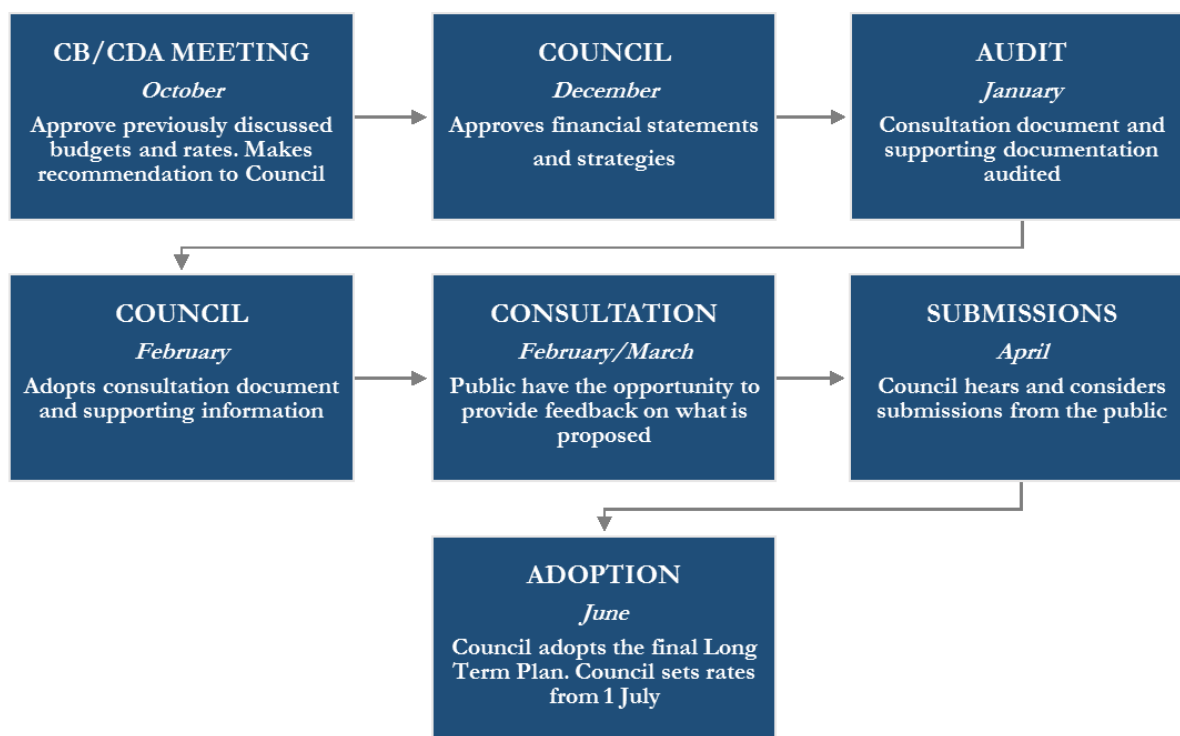 CB/CDA MEETING
October
Approve previously discussed
budgets and rates. Makes
recommendation to Council
COUNCIL
December
Approves financial statements
and strategies
AUDIT
January
Consultation document and
supporting documentation
audited
COUNCIL
February
Adopts consultation document
and supporting information
CONSULTATION
February/March
Public have the opportunity to
provide feedback on what is
proposed
SUBMISSIONS
April
Council hears and considers
submissions from the public
ADOPTION
June
Council adopts the final Long
Term Plan. Council sets rates
from 1 July